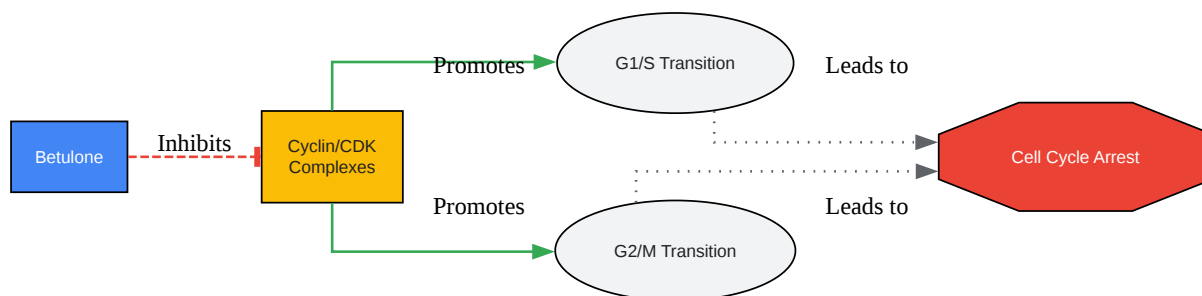 Betulone
Inhibits
Cyclin/CDK
Complexes
Promotes
G1/S Transition
Leads to
Promotes
G2/M Transition
Leads to
Cell Cycle Arrest